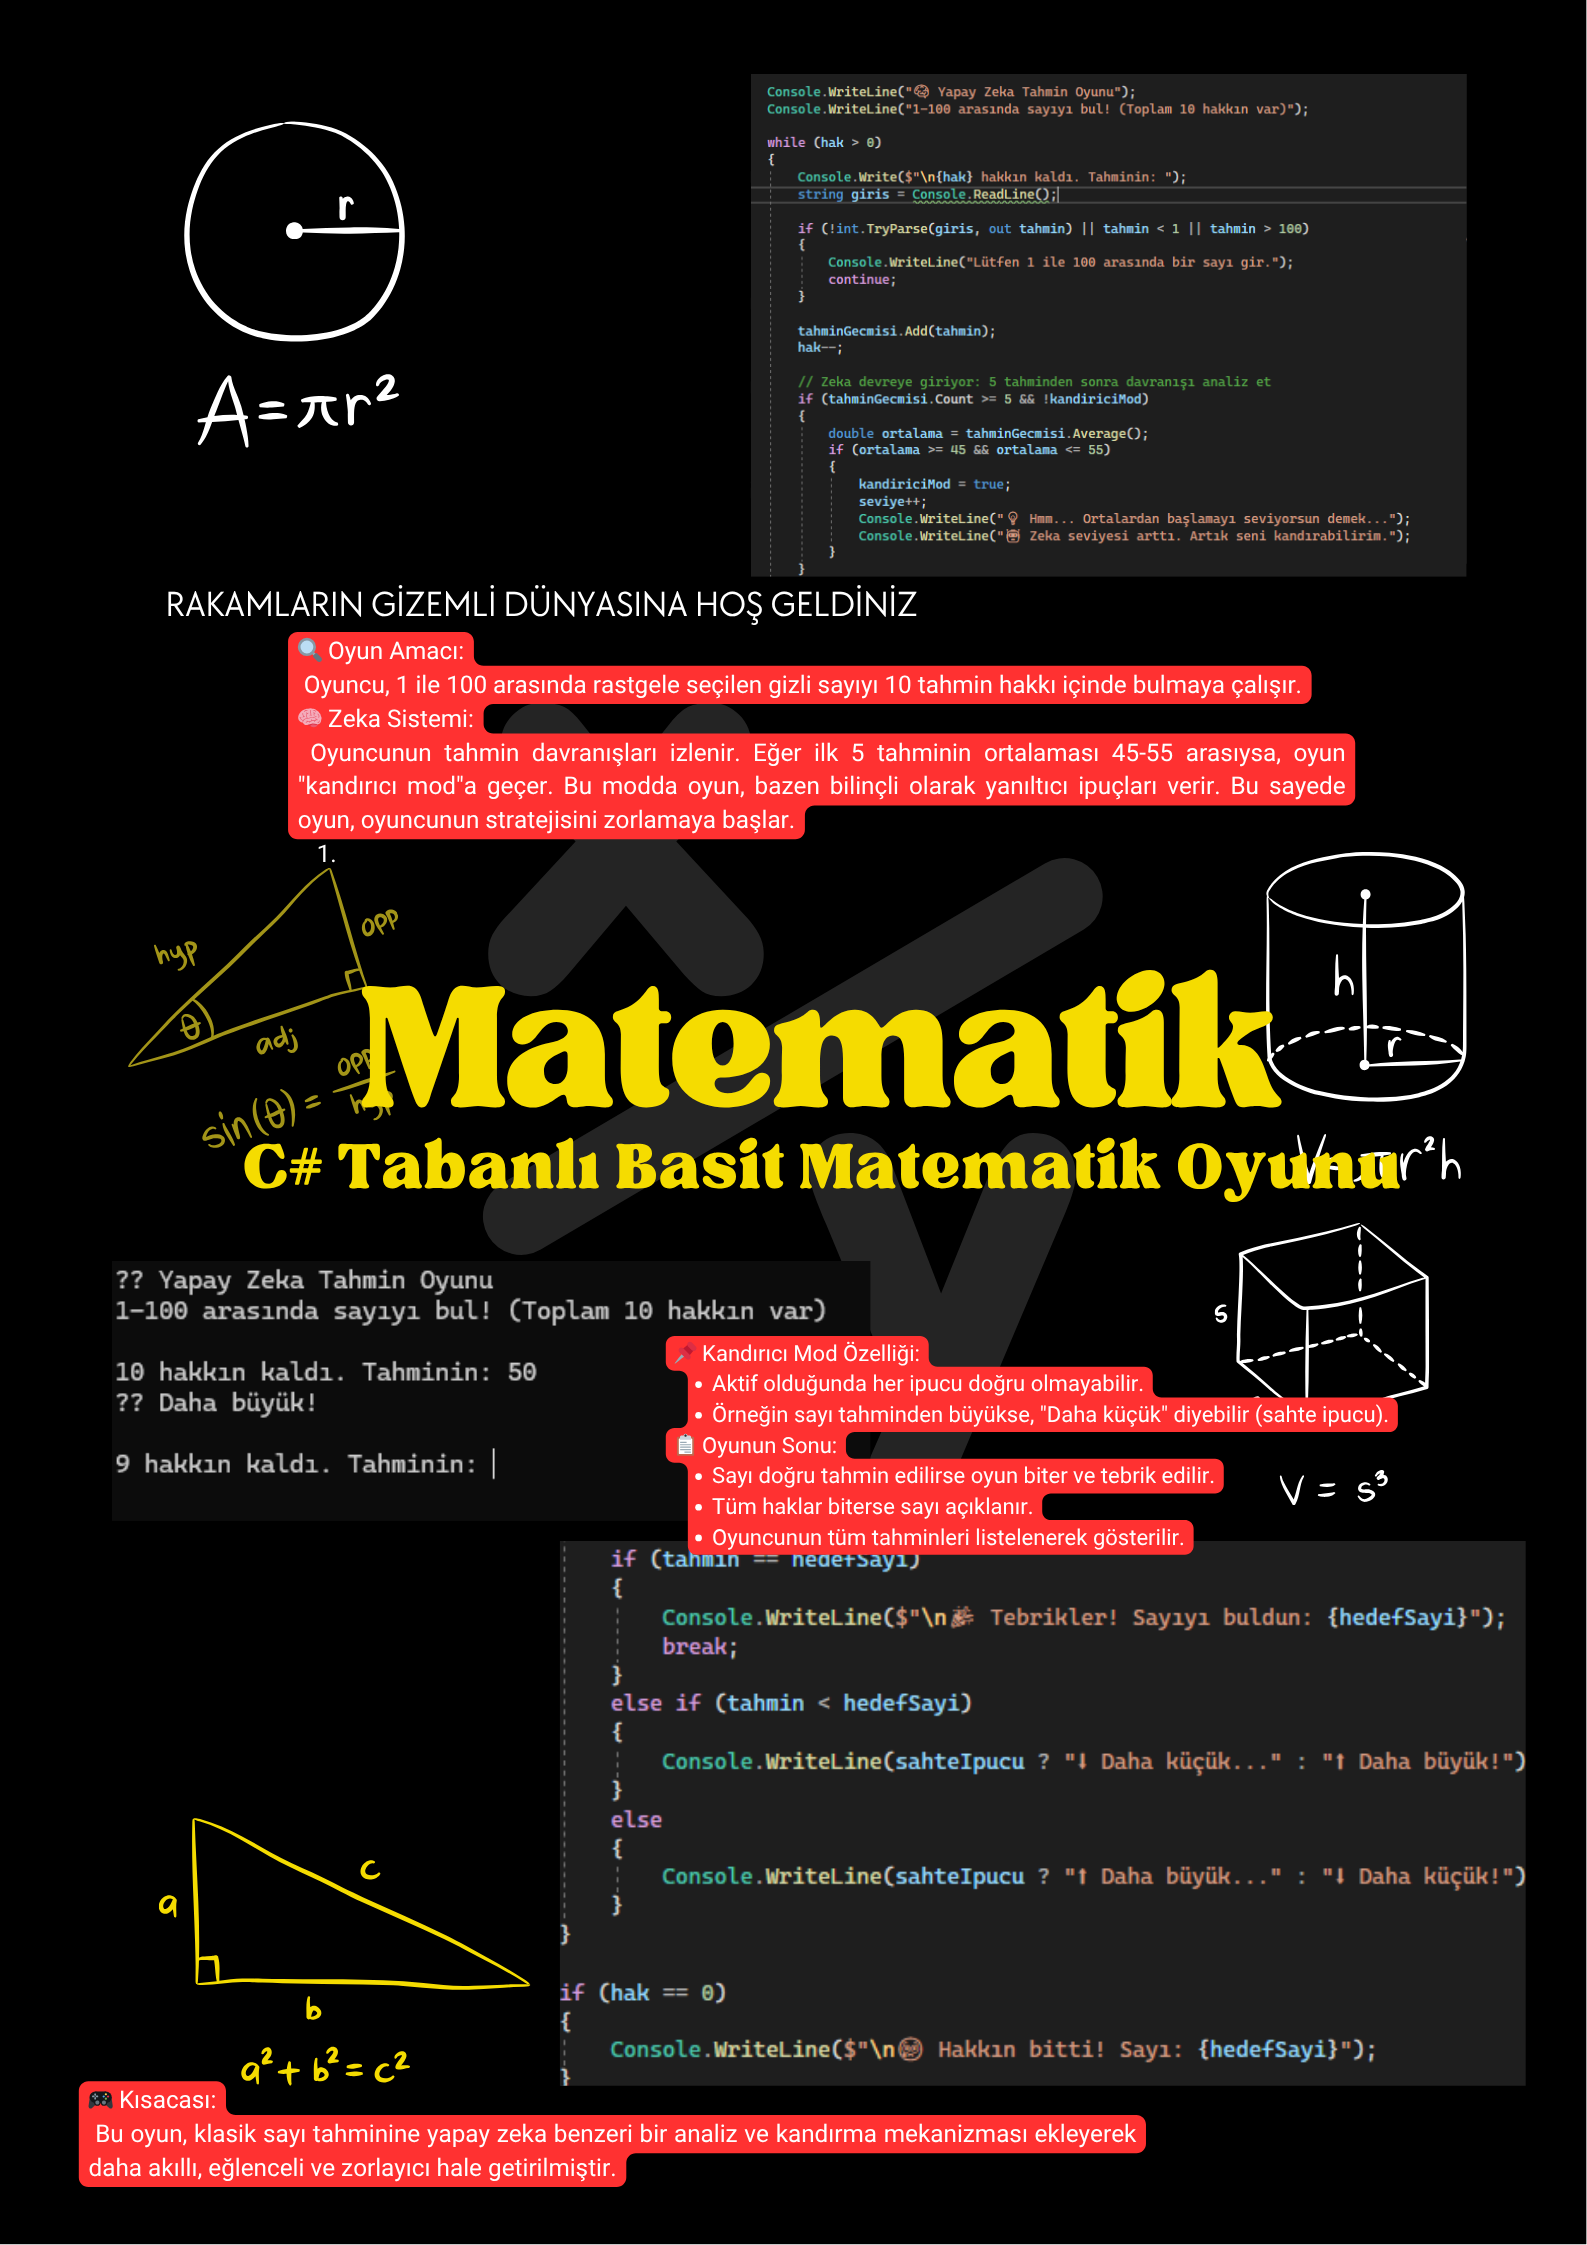 r
A=πr²
Console.WriteLine("🧠 Yapay Zeka Tahmin Oyunu");
Console.WriteLine("1-100 arasında sayıyı bul! (Toplam 10 hakkın var)");
while (hak > 0)
{
Console.Write($"\n{hak} hakkın kaldı. Tahminin: ");
string giris = Console.ReadLine();
if (!int.TryParse(giris, out tahmin) || tahmin < 1 || tahmin > 100)
{
Console.WriteLine("Lütfen 1 ile 100 arasında bir sayı gir.");
continue;
}
tahminGecmisi.Add(tahmin);
hak--;
// Zeka devreye giriyor: 5 tahminden sonra davranışı analiz et
if (tahminGecmisi.Count >= 5 && !kandiriciMod)
{
double ortalama = tahminGecmisi.Average();
if (ortalama >= 45 && ortalama <= 55)
{
kandiriciMod = true;
seviye++;
Console.WriteLine("💡 Hmm... Ortalardan başlamayı seviyorsun demek...");
Console.WriteLine("🤖 Zeka seviyesi arttı. Artık seni kandırabilirim.");
}
}
RAKAMLARIN GİZEMLİ DÜNYASINA HOŞ GELDİNİZ
🔍 Oyun Amacı:
Oyuncu, 1 ile 100 arasında rastgele seçilen gizli sayıyı 10 tahmin hakkı içinde bulmaya çalışır.
🧠 Zeka Sistemi:
Oyuncunun tahmin davranışları izlenir. Eğer ilk 5 tahminin ortalaması 45-55 arasıysa, oyun
"kandırıcı mod"a geçer. Bu modda oyun, bazen bilinçli olarak yanıltıcı ipuçları verir. Bu sayede
oyun, oyuncunun stratejisini zorlamaya başlar.
1.
hyp
opp
θ
adj
sin(θ) = opp
hyp
h
r
Matematik
C# Tabanlı Basit Matematik Oyunu
V= πr²h
?? Yapay Zeka Tahmin Oyunu
1-100 arasında sayıyı bul! (Toplam 10 hakkın var)
10 hakkın kaldı. Tahminin: 50
?? Daha büyük!
9 hakkın kaldı. Tahminin:
s
📌 Kandırıcı Mod Özelliği:
• Aktif olduğunda her ipucu doğru olmayabilir.
• Örneğin sayı tahminden büyükse, "Daha küçük" diyebilir (sahte ipucu).
📋 Oyunun Sonu:
• Sayı doğru tahmin edilirse oyun biter ve tebrik edilir.
• Tüm haklar biterse sayı açıklanır.
• Oyuncunun tüm tahminleri listelenerek gösterilir.
V = s³
if (tahmin == hedefSayi)
{
Console.WriteLine($"\n🎉 Tebrikler! Sayıyı buldun: {hedefSayi}");
break;
}
else if (tahmin < hedefSayi)
{
Console.WriteLine(sahteIpucu ? "⬇ Daha küçük..." : "⬆ Daha büyük!")
}
else
{
Console.WriteLine(sahteIpucu ? "⬆ Daha büyük..." : "⬇ Daha küçük!")
}
}
if (hak == 0)
{
Console.WriteLine($"\n😢 Hakkın bitti! Sayı: {hedefSayi}");
}
a
c
b
a²+ b²= c²
🎮 Kısacası:
Bu oyun, klasik sayı tahminine yapay zeka benzeri bir analiz ve kandırma mekanizması ekleyerek
daha akıllı, eğlenceli ve zorlayıcı hale getirilmiştir.